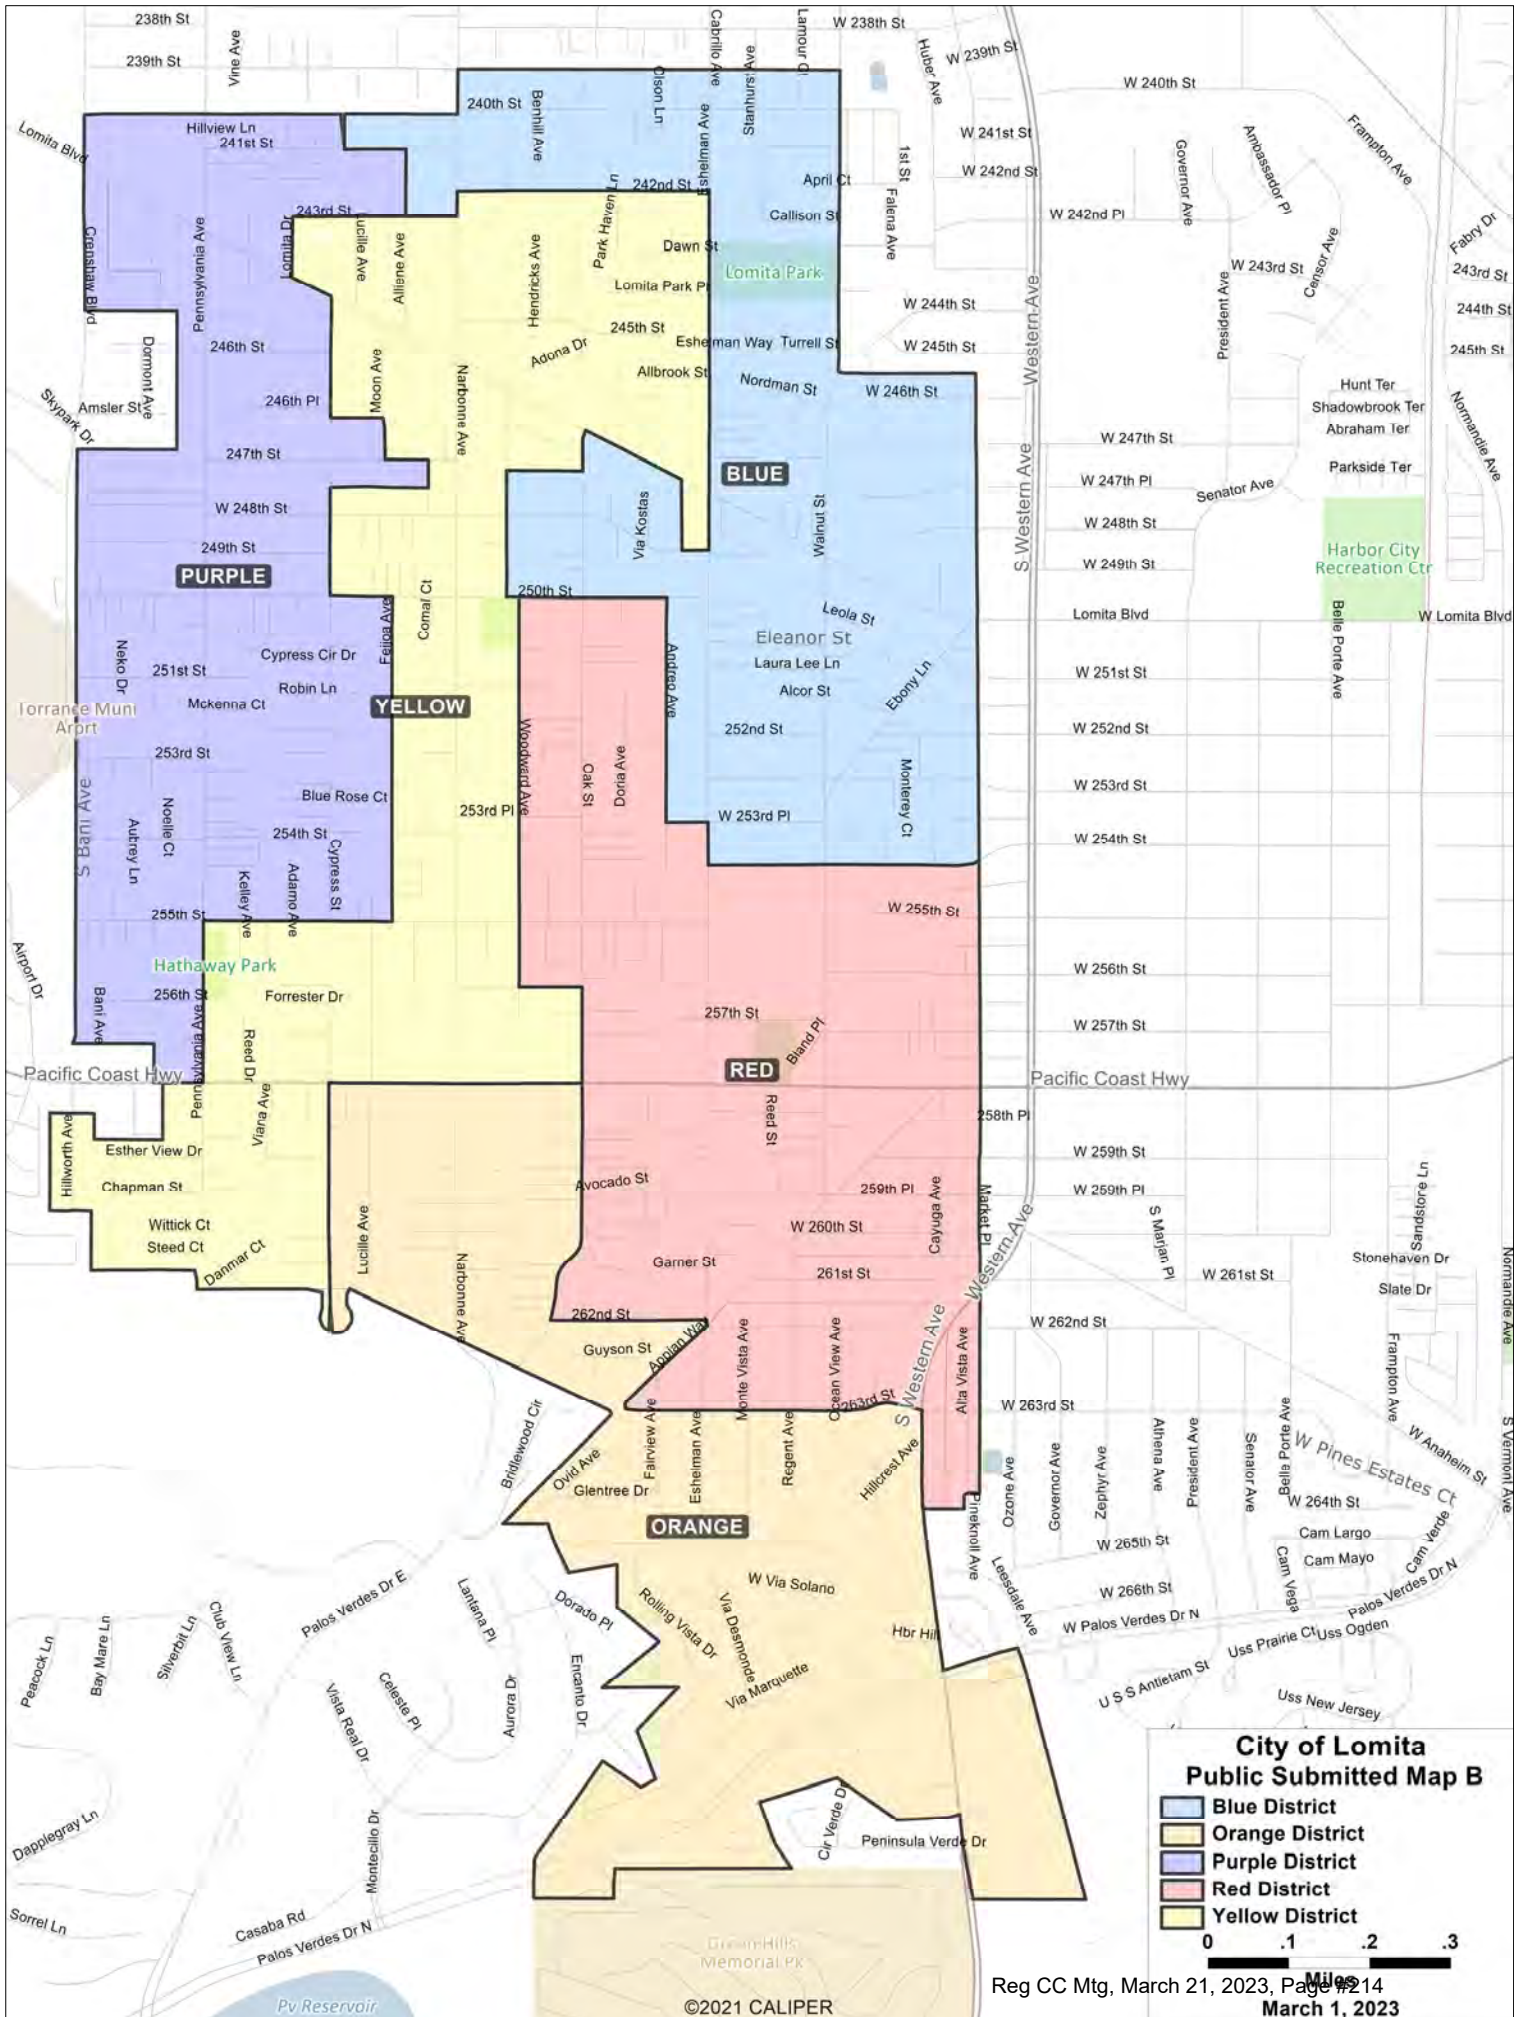 238th St
W 238th St
239th St
Vine Ave
Cabrillo Ave
Lamour Ct
Huber Ave
W 239th St
Olson Ln
Stanhurst Ave
W 240th St
240th St
Benhill Ave
Eshelman Ave
Lomita Blvd
Hillview Ln
241st St
W 241st St
1st St
Governor Ave
Ambassador Pl
Frampton Ave
242nd St
April Ct
W 242nd St
243rd St
Callison St
Falena Ave
W 242nd Pl
Fabry Dr
Crenshaw Blvd
Pennsylvania Ave
Lomita Dr
Lucille Ave
Alliene Ave
Hendricks Ave
Park Haven Ln
Dawn St
Lomita Park
Lomita Park Pl
W 243rd St
Censor Ave
243rd St
W 244th St
244th St
Western Ave
President Ave
245th St
Adona Dr
Eshelman Way
Turrell St
W 245th St
245th St
Dormont Ave
246th St
Allbrook St
Nordman St
W 246th St
Hunt Ter
Amsler St
246th Pl
Moon Ave
Narbonne Ave
Shadowbrook Ter
Abraham Ter
Normandie Ave
Skypark Dr
247th St
W 247th St
Parkside Ter
BLUE
W 247th Pl
Senator Ave
W 248th St
Via Kostas
Walnut St
S Western Ave
W 248th St
249th St
W 249th St
Harbor City
Recreation Ctr
PURPLE
250th St
Comal Ct
Feijoa Ave
Leola St
Lomita Blvd
Belle Porte Ave
W Lomita Blvd
Eleanor St
Neko Dr
251st St
Cypress Cir Dr
Andreo Ave
Laura Lee Ln
W 251st St
Robin Ln
Alcor St
Ebony Ln
Mckenna Ct
YELLOW
Torrance Muni
Arprt
253rd St
Woodward Ave
252nd St
W 252nd St
Oak St
Doria Ave
Monterey Ct
S Bani Ave
Blue Rose Ct
253rd Pl
W 253rd Pl
W 253rd St
Noelle Ct
Aubrey Ln
254th St
Cypress St
W 254th St
Kelley Ave
Adamo Ave
255th St
W 255th St
Airport Dr
Hathaway Park
256th St
Forrester Dr
W 256th St
Bani Ave
Pennsylvania Ave
Reed Dr
257th St
Bland Pl
W 257th St
Pacific Coast Hwy
RED
Pacific Coast Hwy
Viana Ave
Reed St
258th Pl
Hillworth Ave
Esther View Dr
W 259th St
Chapman St
Avocado St
259th Pl
Cayuga Ave
Market Pl
W 259th Pl
Sandstore Ln
Wittick Ct
Steed Ct
Lucille Ave
W 260th St
Western Ave
S Marjan Pl
Danmar Ct
Narbonne Ave
Garner St
261st St
W 261st St
Stonehaven Dr
Slate Dr
Normandie Ave
262nd St
W 262nd St
Guyson St
Appian Way
Monte Vista Ave
Ocean View Ave
S Western Ave
Alta Vista Ave
Frampton Ave
263rd St
W 263rd St
Bridlewood Cir
Ovid Ave
Glentree Dr
Fairview Ave
Eshelman Ave
Regent Ave
Hillcrest Ave
Athena Ave
President Ave
Senator Ave
Belle Porte Ave
W Pines Estates Ct
W Anaheim St
S Vermont Ave
ORANGE
Pineknoll Ave
Ozone Ave
Governor Ave
Zephyr Ave
W 264th St
Cam Largo
W 265th St
Cam Mayo
Cam Vega
Cam Verde
Leesdale Ave
W 266th St
Palos Verdes Dr N
Palos Verdes Dr E
Lantana Pl
Dorado Pl
W Via Solano
Rolling Vista Dr
Via Desmonde
Hbr Hill
W Palos Verdes Dr N
Uss Prairie Ct
Uss Ogden
Peacock Ln
Bay Mare Ln
Silverbit Ln
Club View Ln
Vista Real Dr
Celeste Pl
Aurora Dr
Encanto Dr
Via Marquette
U S S Antietam St
Uss New Jersey
City of Lomita
Public Submitted Map B
Blue District
Orange District
Purple District
Red District
Yellow District
0 .1 .2 .3
Miles
March 1, 2023
Dapplegray Ln
Montecillo Dr
Cir Verde D
Peninsula Verde Dr
Sorrel Ln
Casaba Rd
Palos Verdes Dr N
Green Hills
Memorial Pk
Pv Reservoir
©2021 CALIPER
Reg CC Mtg, March 21, 2023, Page #214